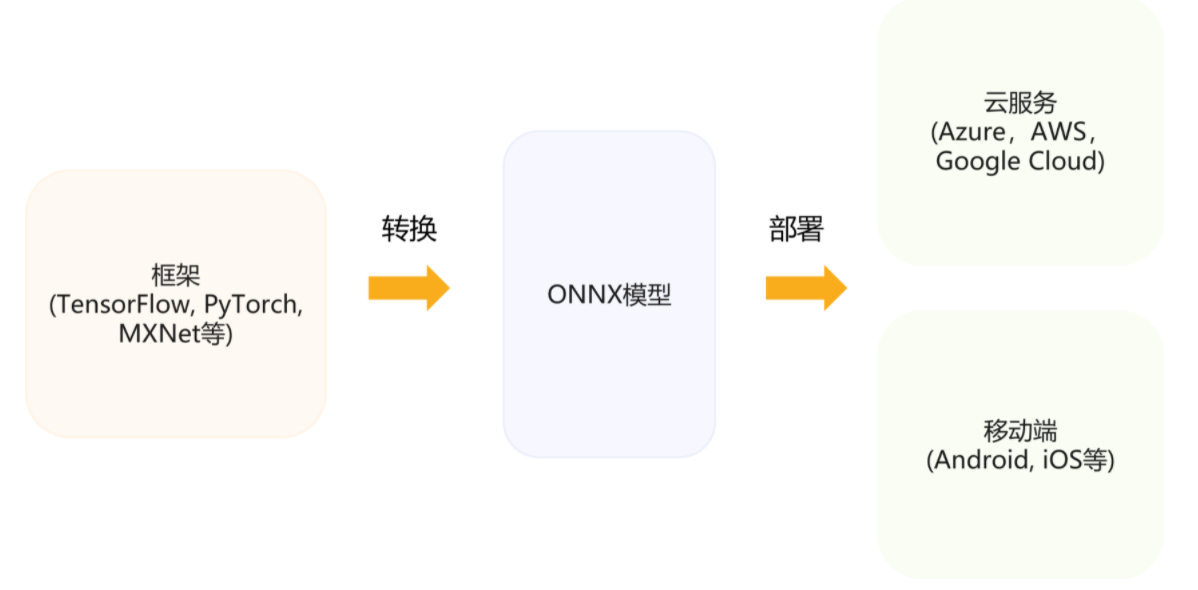 框架
(TensorFlow, PyTorch,
MXNet等)
转换
ONNX模型
部署
云服务
(Azure，AWS，
Google Cloud)
移动端
(Android, iOS等)